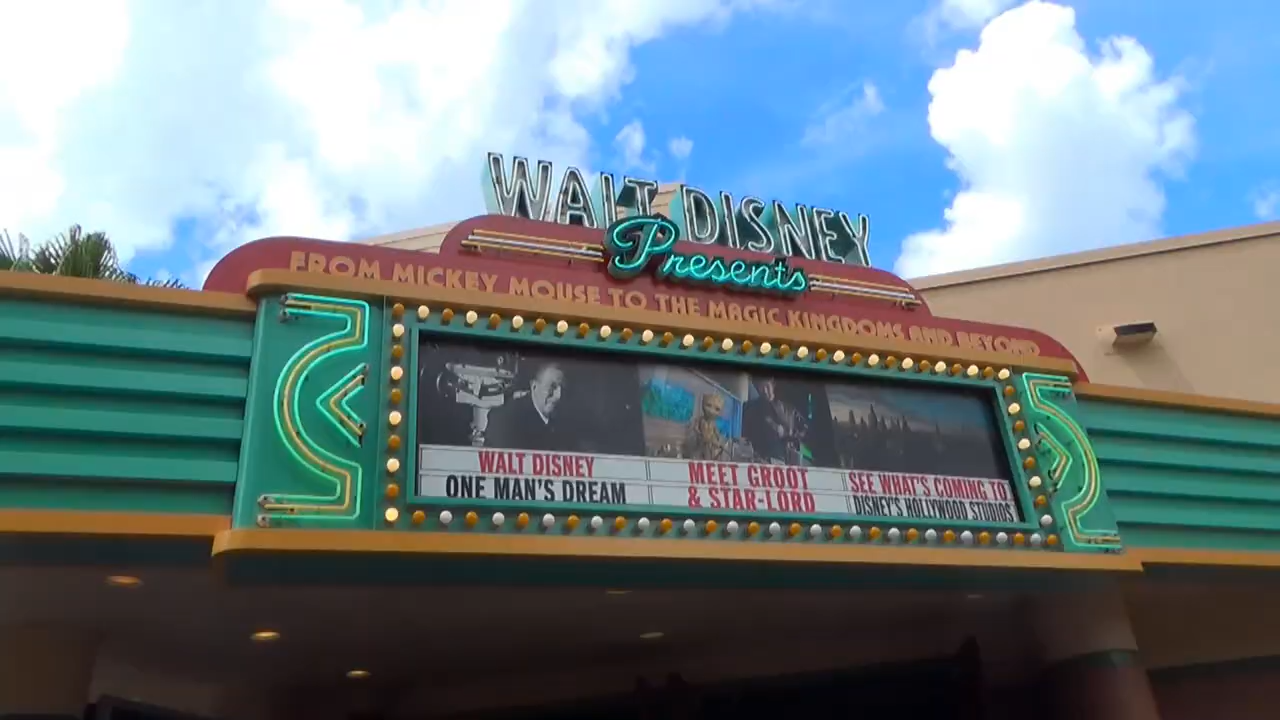 WALT DISNEY
Presents
FROM MICKEY MOUSE TO THE MAGIC KINGDOMS AND BEYOND
WALT DISNEY
ONE MAN'S DREAM
MEET GROOT
& STAR-LORD
SEE WHAT'S COMING TO
DISNEY'S HOLLYWOOD STUDIOS